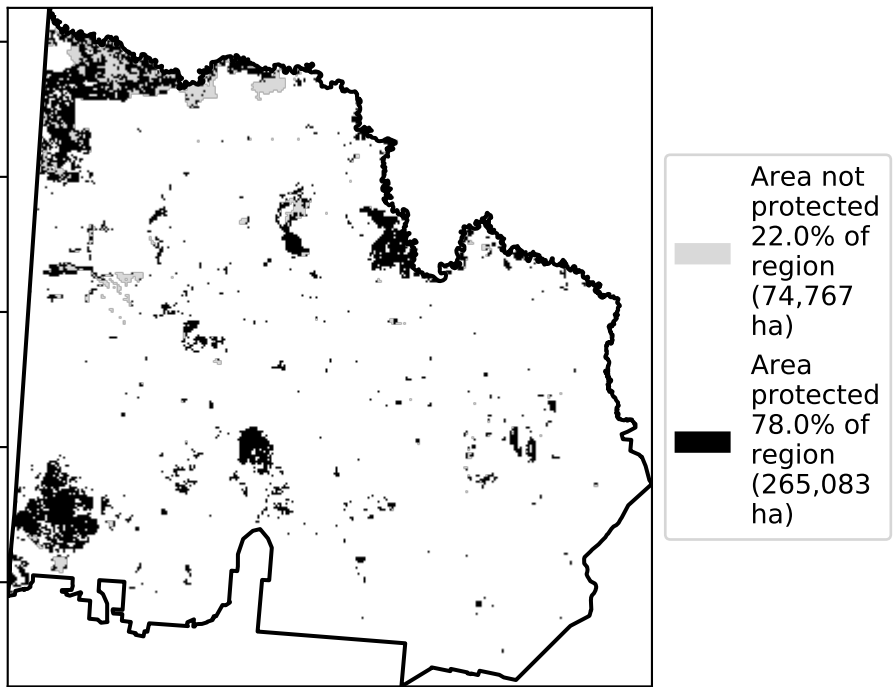 Area not
protected
22.0% of
region
(74,767
ha)
Area
protected
78.0% of
region
(265,083
ha)